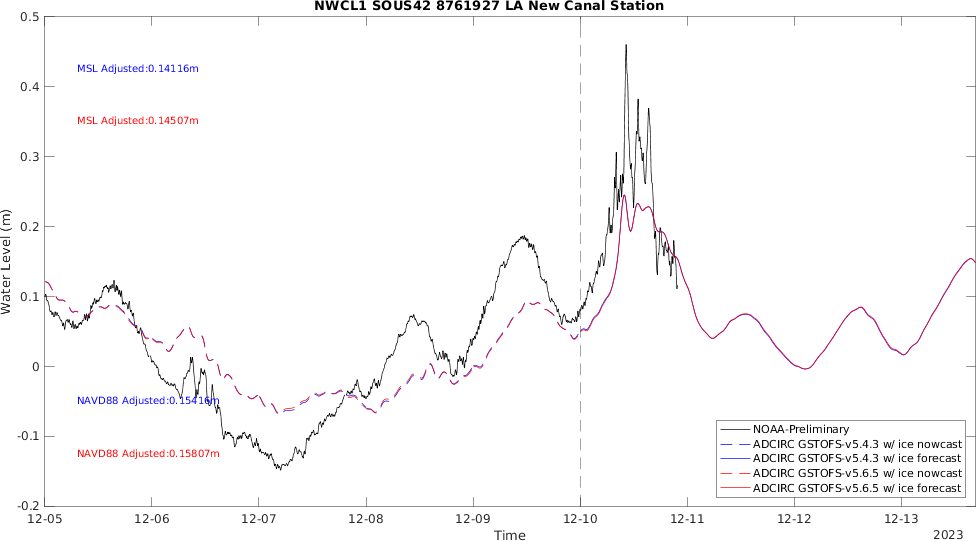 NWCL1 SOUS42 8761927 LA New Canal Station
0.5
0.4
0.3
0.2
0.1
0
-0.1
-0.2
Water Level (m)
MSL Adjusted:0.14116m
MSL Adjusted:0.14507m
NAVD88 Adjusted:0.15416m
NAVD88 Adjusted:0.15807m
NOAA-Preliminary
ADCIRC GSTOFS-v5.4.3 w/ ice nowcast
ADCIRC GSTOFS-v5.4.3 w/ ice forecast
ADCIRC GSTOFS-v5.6.5 w/ ice nowcast
ADCIRC GSTOFS-v5.6.5 w/ ice forecast
12-05 12-06 12-07 12-08 12-09 12-10 12-11 12-12 12-13
Time
2023